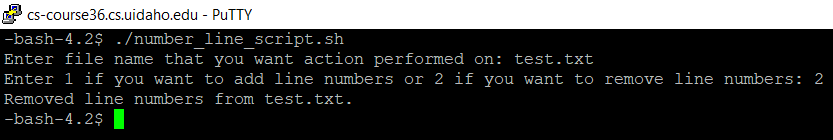 cs-course36.cs.uidaho.edu - PuTTY
-bash-4.2$ ./number_line_script.sh
Enter file name that you want action performed on: test.txt
Enter 1 if you want to add line numbers or 2 if you want to remove line numbers: 2
Removed line numbers from test.txt.
-bash-4.2$